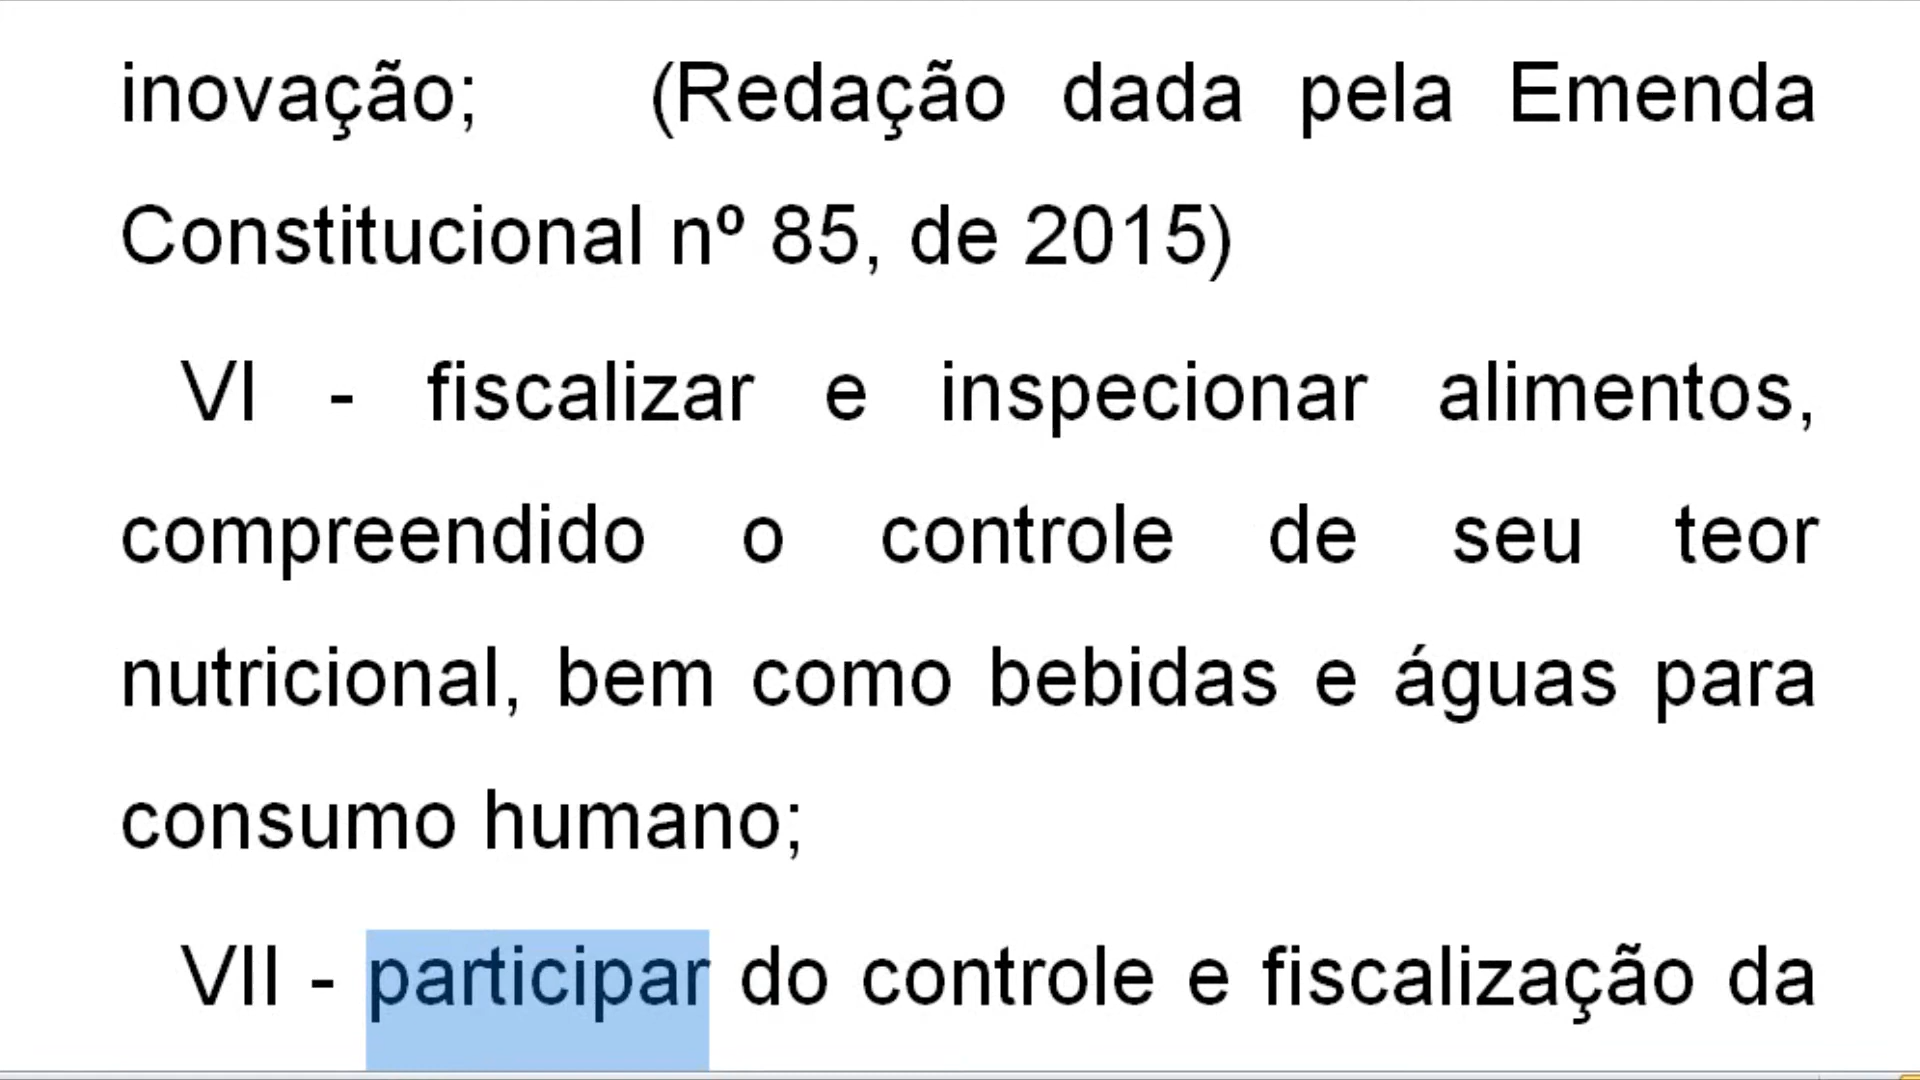 inovação; (Redação dada pela Emenda
Constitucional nº 85, de 2015)
VI - fiscalizar e inspecionar alimentos,
compreendido o controle de seu teor
nutricional, bem como bebidas e águas para
consumo humano;
VII - participar do controle e fiscalização da